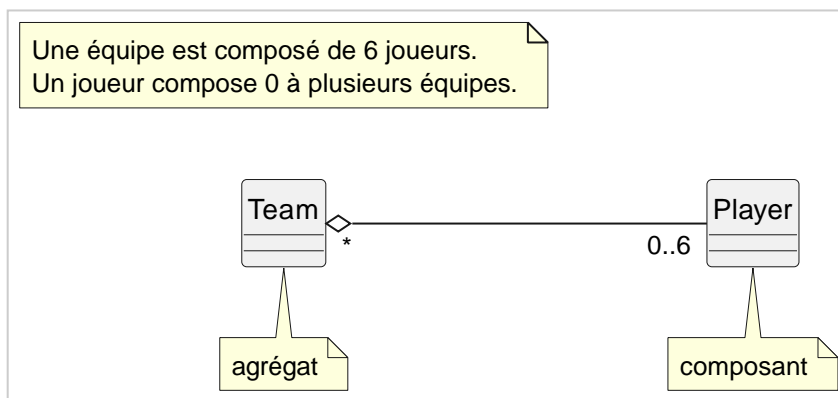 Une équipe est composé de 6 joueurs.
Un joueur compose 0 à plusieurs équipes.
Team
Player
*
0..6
agrégat
composant